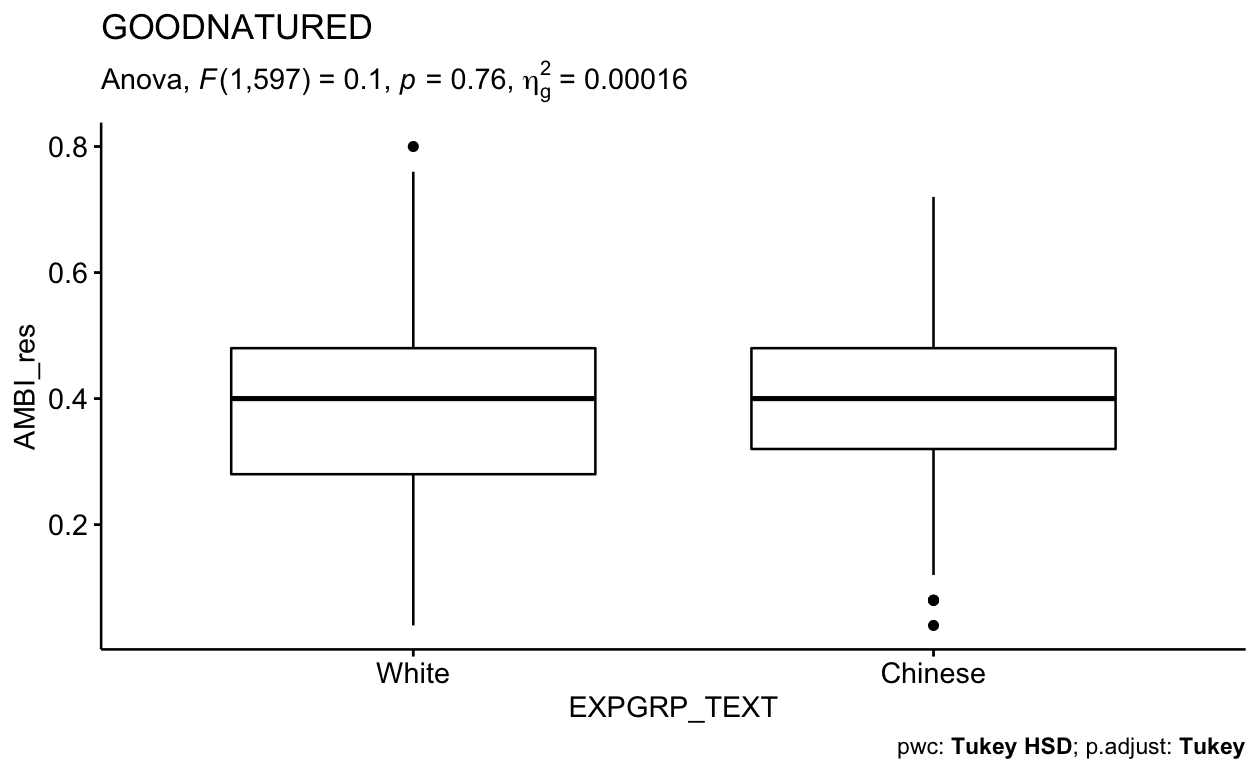 GOODNATURED
Anova, F(1,597) = 0.1, p = 0.76, η²g = 0.00016
AMBI_res
0.8
0.6
0.4
0.2
White Chinese
EXPGRP_TEXT
pwc: Tukey HSD; p.adjust: Tukey